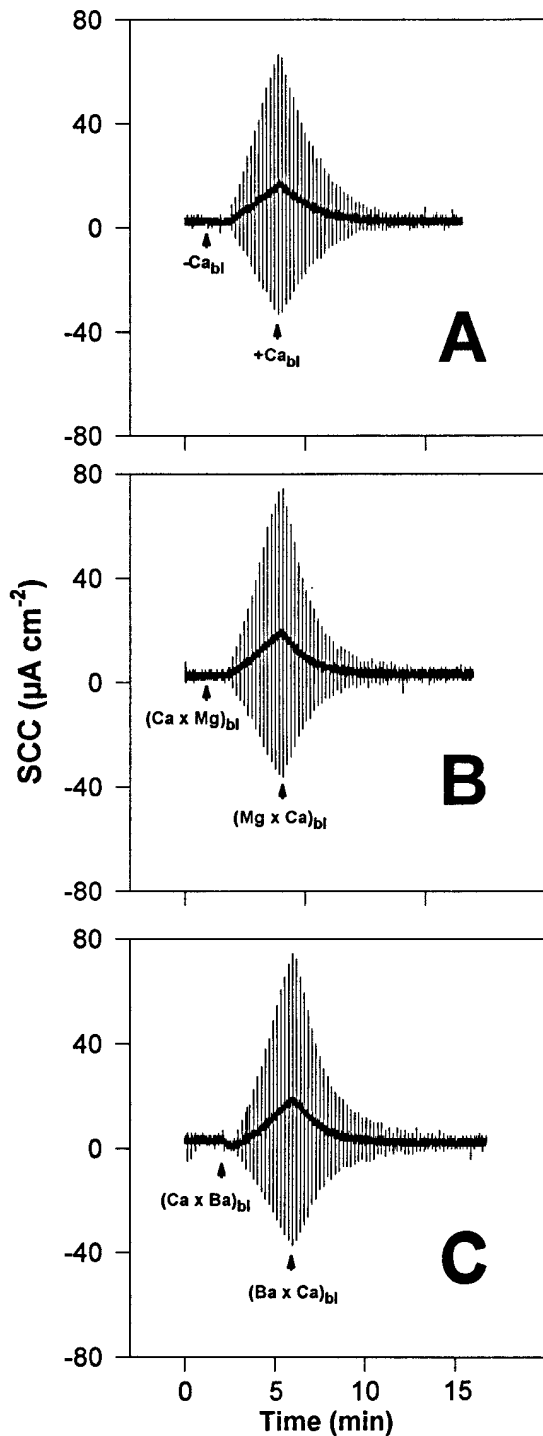 80
40
0
-Ca_bl
-40
+Ca_bl
A
-80
80
40
0
(Ca x Mg)_bl
-40
(Mg x Ca)_bl
B
-80
SCC (µA cm⁻²)
80
40
0
(Ca x Ba)_bl
-40
(Ba x Ca)_bl
C
-80
0 5 10 15
Time (min)